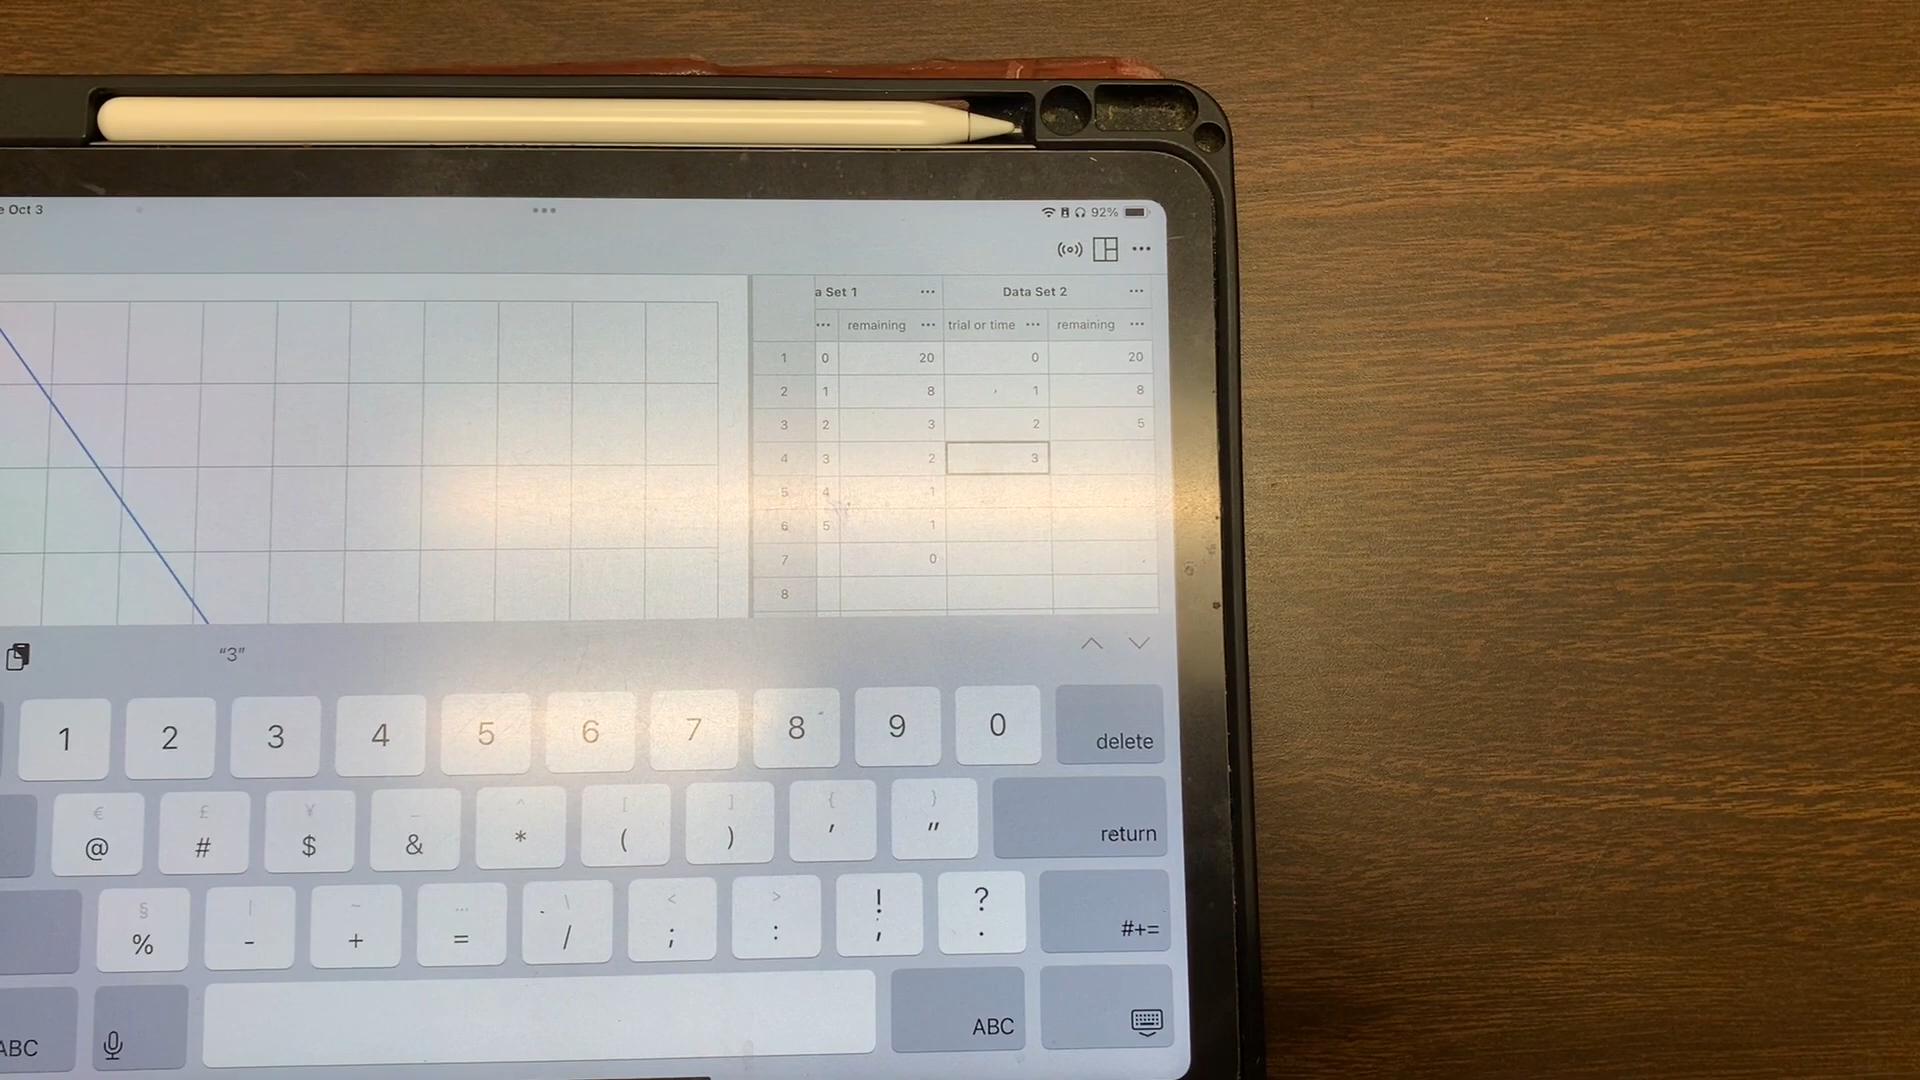 e Oct 3
92%
a Set 1 Data Set 2
remaining trial or time remaining
1 0 20 0 20
2 1 8 1 8
3 2 3 2 5
4 3 2 3
5 4 1
6 5 1
7 0
8
“3”
1 2 3 4 5 6 7 8 9 0 delete
€ £ ¥ _ ^ [ ] { }
@ # $ & * ( ) ' " return
§ | ~ … \ < > ! ?
% - + = / ; : , . #+=
ABC ABC